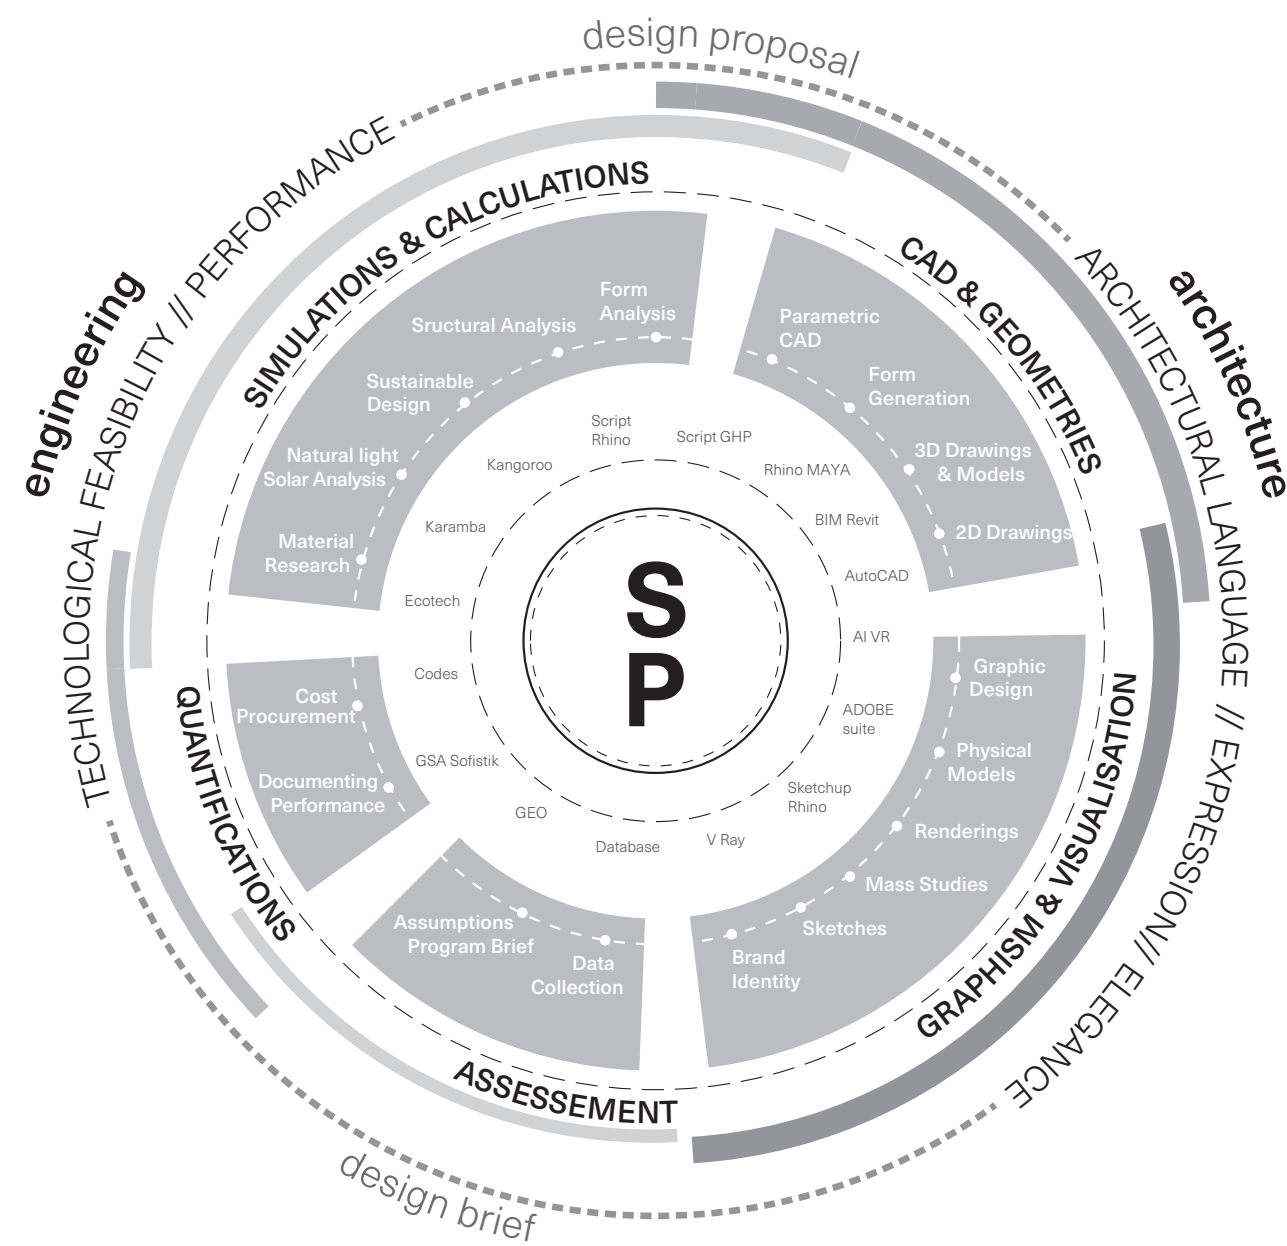 design proposal
TECHNOLOGICAL FEASIBILITY // PERFORMANCE
engineering
architecture
ARCHITECTURAL LANGUAGE // EXPRESSION// ELEGANCE
design brief
SIMULATIONS & CALCULATIONS
Form
Analysis
Sructural Analysis
Sustainable
Design
Natural light
Solar Analysis
Material
Research
CAD & GEOMETRIES
Parametric
CAD
Form
Generation
3D Drawings
& Models
2D Drawings
GRAPHISM & VISUALISATION
Graphic
Design
Physical
Models
Renderings
Mass Studies
Sketches
Brand
Identity
ASSESSEMENT
Assumptions
Program Brief
Data
Collection
QUANTIFICATIONS
Cost
Procurement
Documenting
Performance
Script
Rhino
Script GHP
Rhino MAYA
BIM Revit
AutoCAD
AI VR
ADOBE
suite
Sketchup
Rhino
V Ray
Database
GEO
GSA Sofistik
Codes
Ecotech
Karamba
Kangoroo
S
P